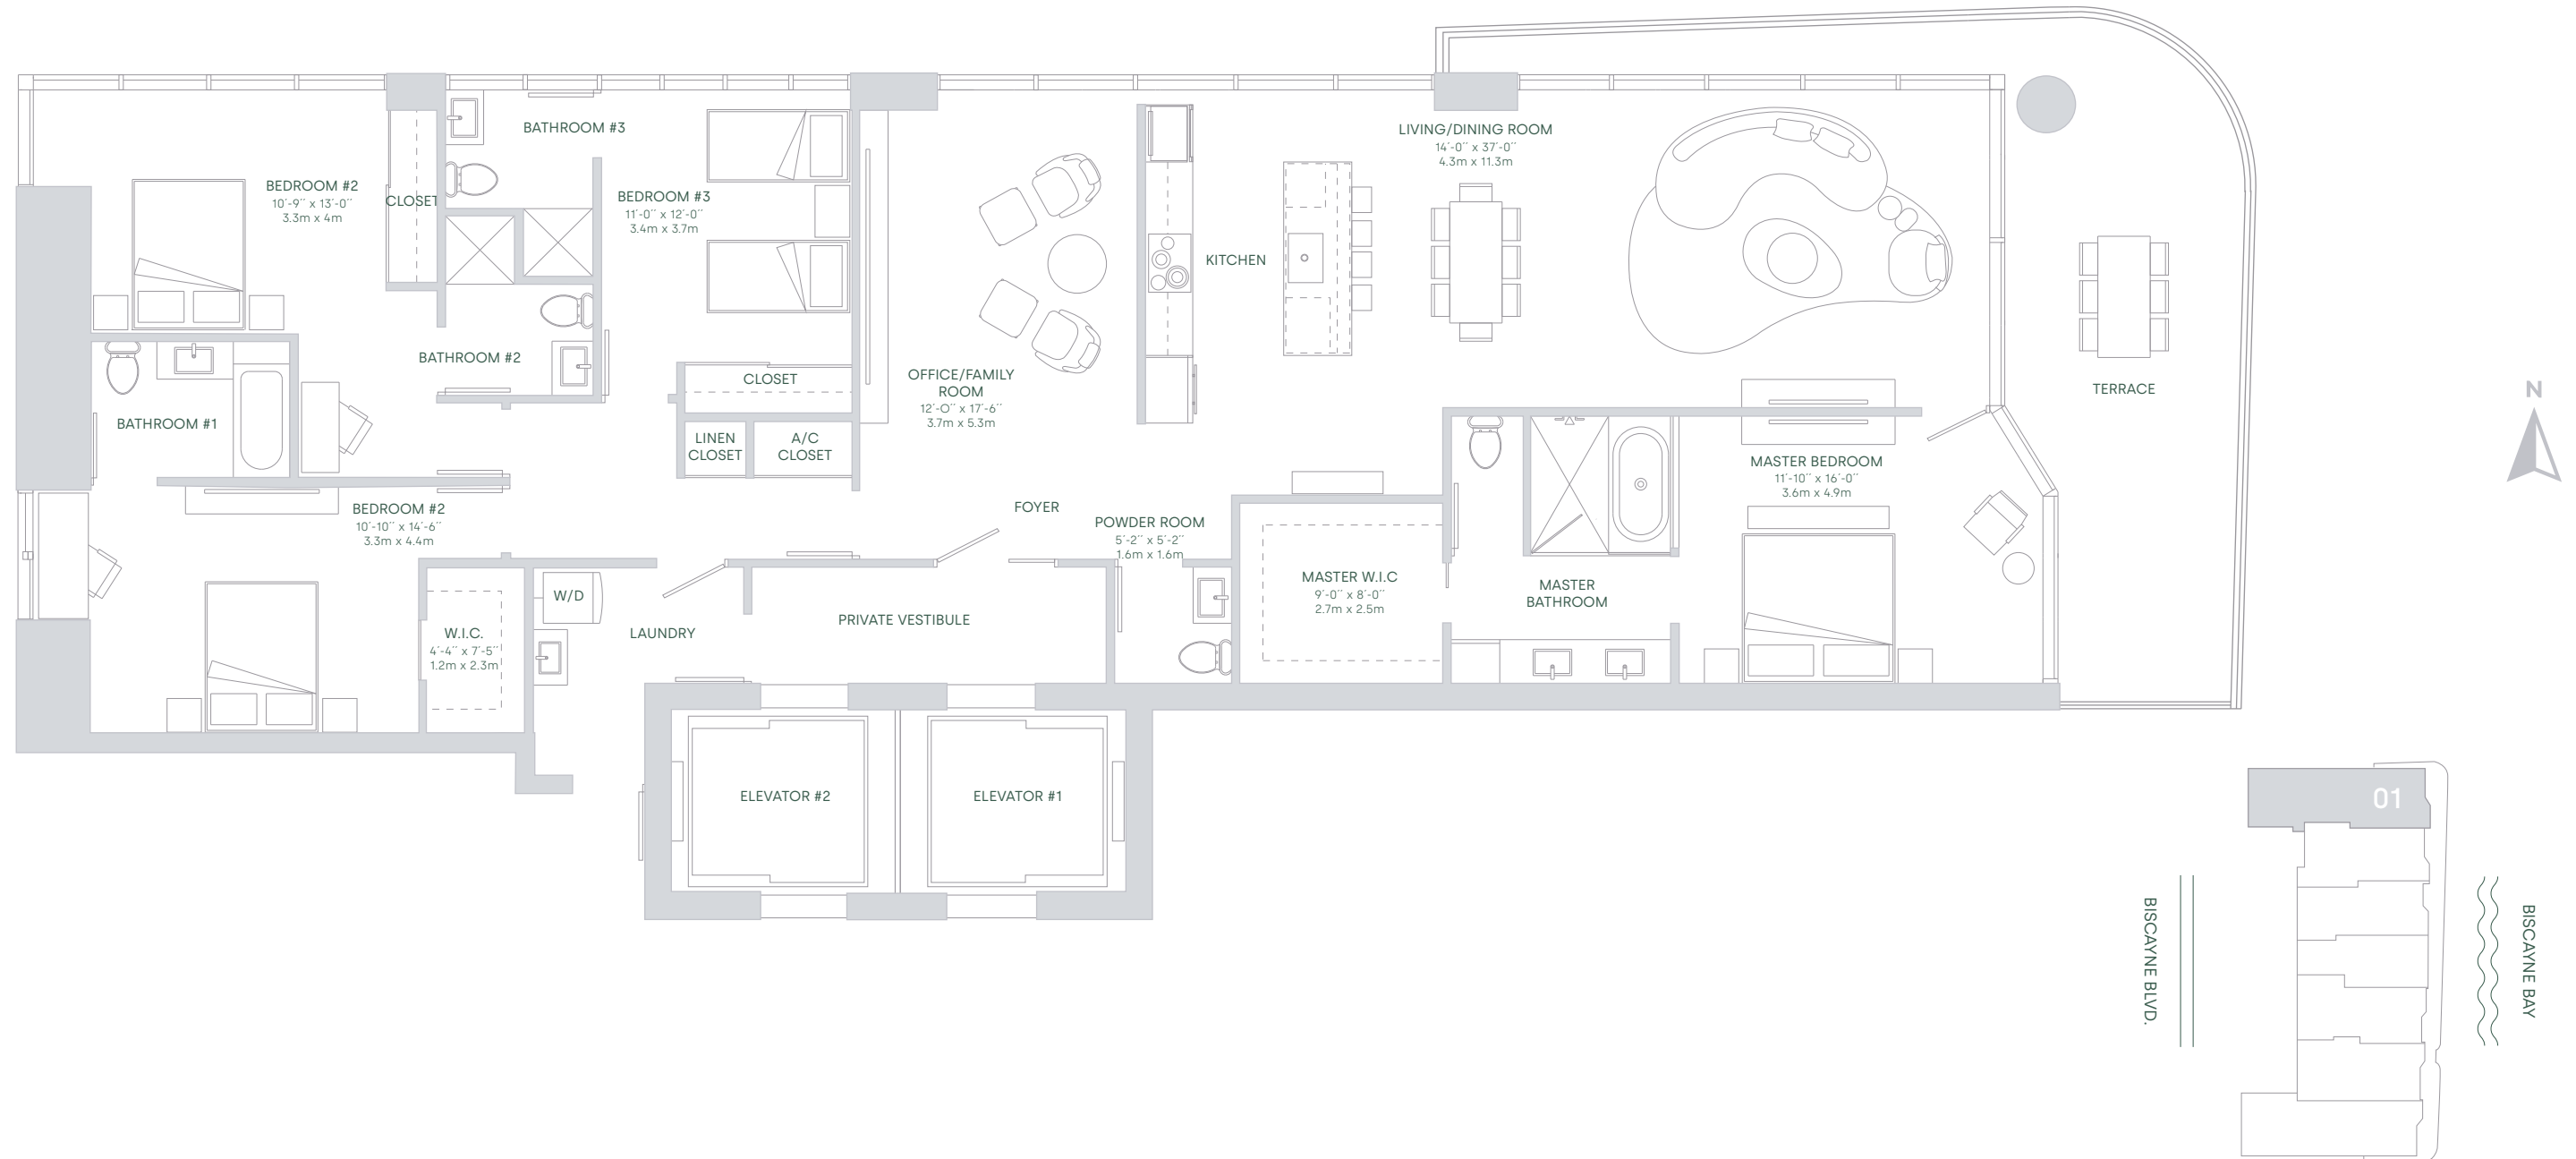 BATHROOM #3
LIVING/DINING ROOM
14'-0" x 37'-0"
4.3m x 11.3m
BEDROOM #2
10'-9" x 13'-0"
3.3m x 4m
CLOSET
BEDROOM #3
11'-0" x 12'-0"
3.4m x 3.7m
KITCHEN
BATHROOM #2
CLOSET
OFFICE/FAMILY
ROOM
12'-O" x 17'-6"
3.7m x 5.3m
TERRACE
N
BATHROOM #1
LINEN
CLOSET
A/C
CLOSET
MASTER BEDROOM
11'-10" x 16'-0"
3.6m x 4.9m
BEDROOM #2
10'-10" x 14'-6"
3.3m x 4.4m
FOYER
POWDER ROOM
5'-2" x 5'-2"
1.6m x 1.6m
MASTER W.I.C
9'-0" x 8'-0"
2.7m x 2.5m
MASTER
BATHROOM
W/D
LAUNDRY
PRIVATE VESTIBULE
W.I.C.
4'-4" x 7'-5"
1.2m x 2.3m
ELEVATOR #2
ELEVATOR #1
01
BISCAYNE BLVD.
BISCAYNE BAY